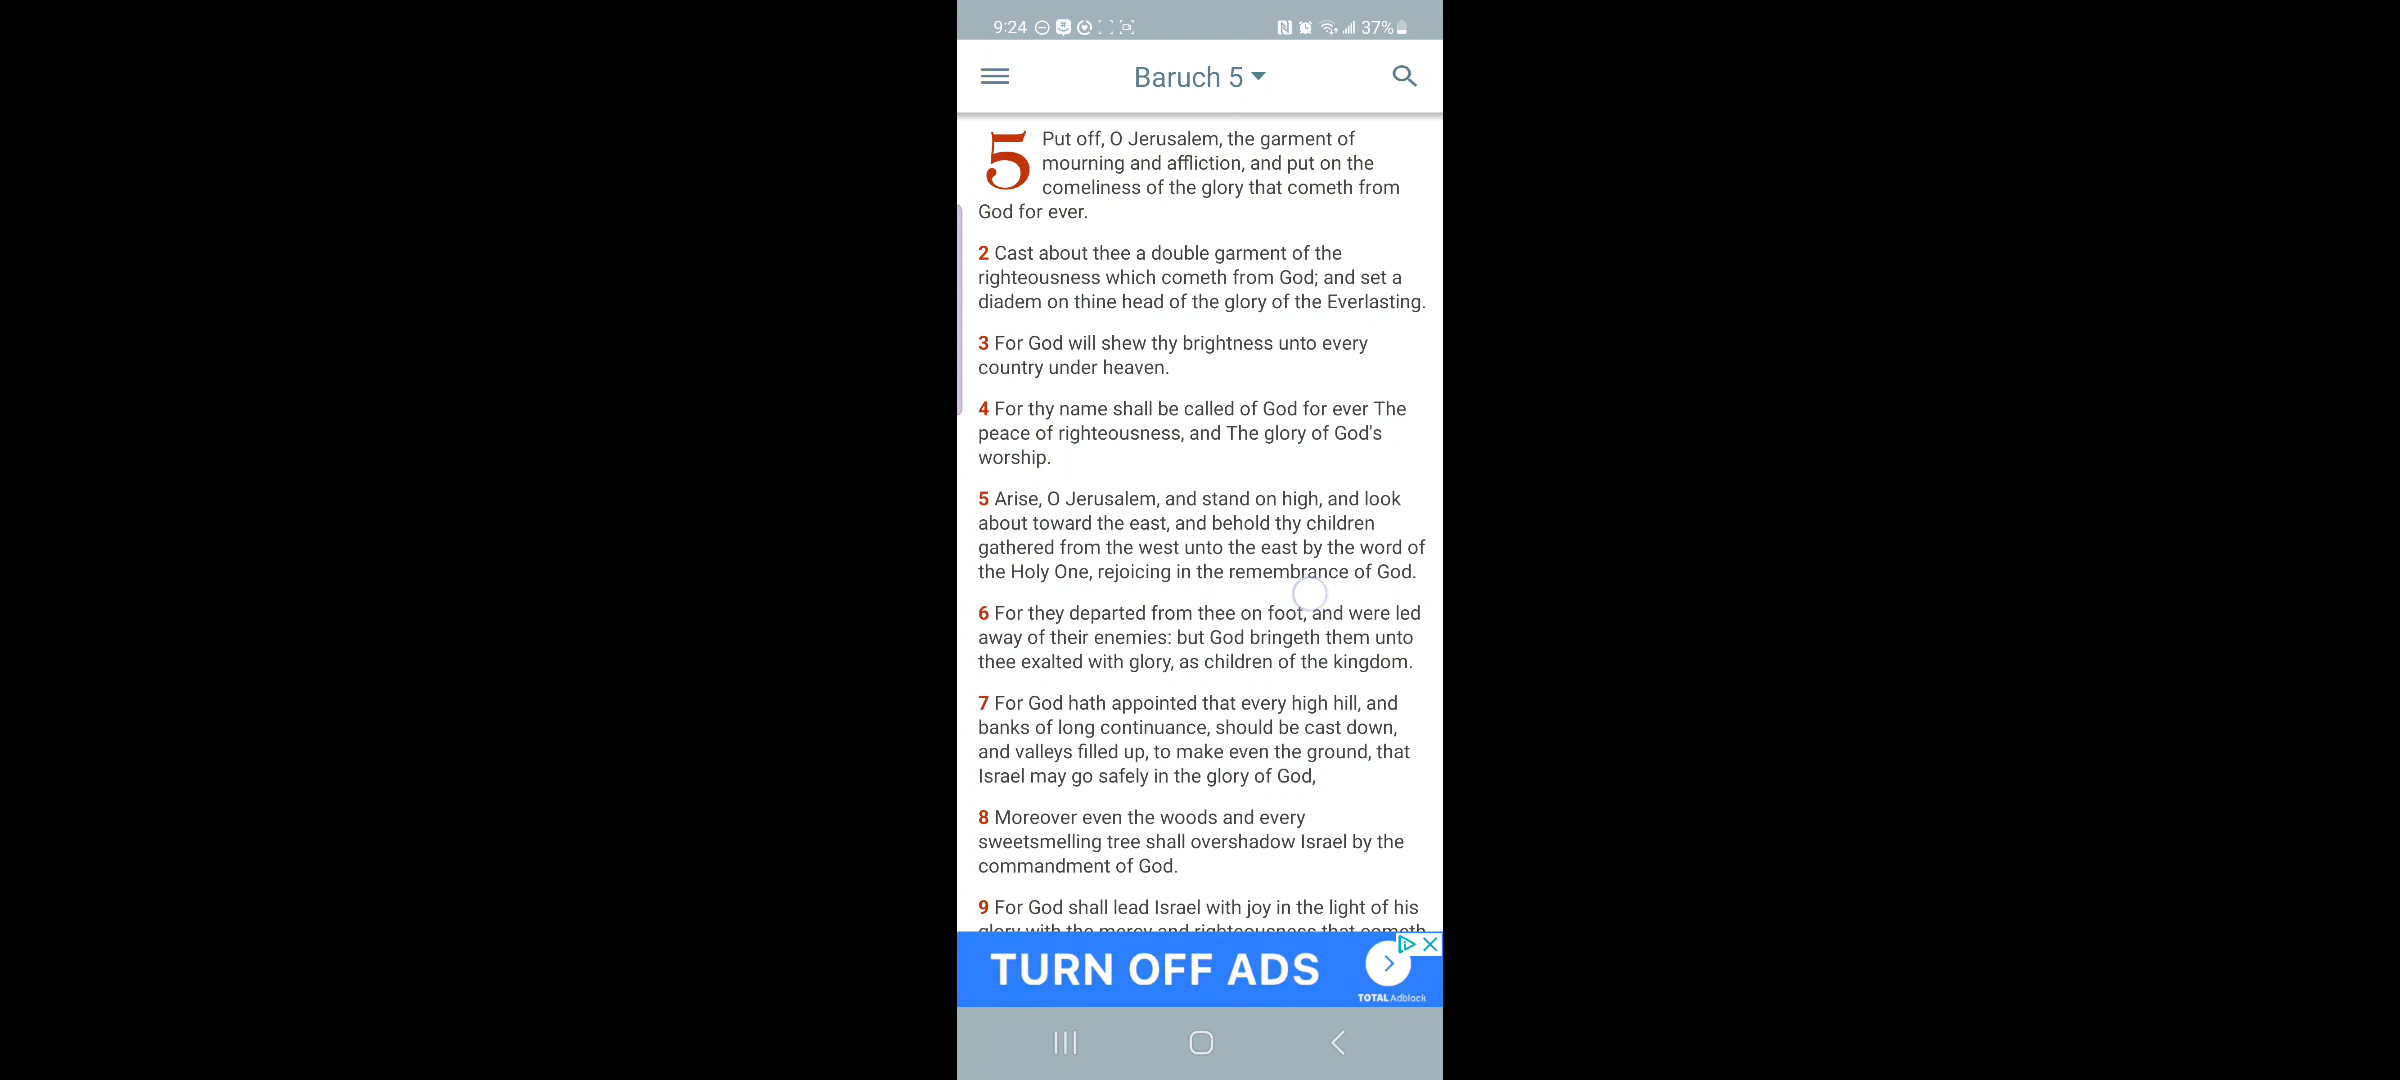 9:24
37%
Baruch 5
5 Put off, O Jerusalem, the garment of
mourning and affliction, and put on the
comeliness of the glory that cometh from
God for ever.
2 Cast about thee a double garment of the
righteousness which cometh from God; and set a
diadem on thine head of the glory of the Everlasting.
3 For God will shew thy brightness unto every
country under heaven.
4 For thy name shall be called of God for ever The
peace of righteousness, and The glory of God's
worship.
5 Arise, O Jerusalem, and stand on high, and look
about toward the east, and behold thy children
gathered from the west unto the east by the word of
the Holy One, rejoicing in the remembrance of God.
6 For they departed from thee on foot, and were led
away of their enemies: but God bringeth them unto
thee exalted with glory, as children of the kingdom.
7 For God hath appointed that every high hill, and
banks of long continuance, should be cast down,
and valleys filled up, to make even the ground, that
Israel may go safely in the glory of God,
8 Moreover even the woods and every
sweetsmelling tree shall overshadow Israel by the
commandment of God.
9 For God shall lead Israel with joy in the light of his
glory with the mercy and righteousness that cometh
TURN OFF ADS
TOTAL Adblock